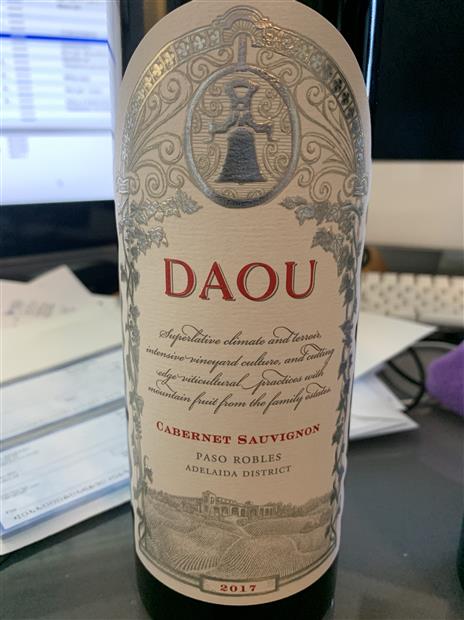 DAOU
Superlative climate and terroir,
intensive vineyard culture, and cutting
edge viticultural practices with
mountain fruit from the family estates.
CABERNET SAUVIGNON
PASO ROBLES
ADELAIDA DISTRICT
2017